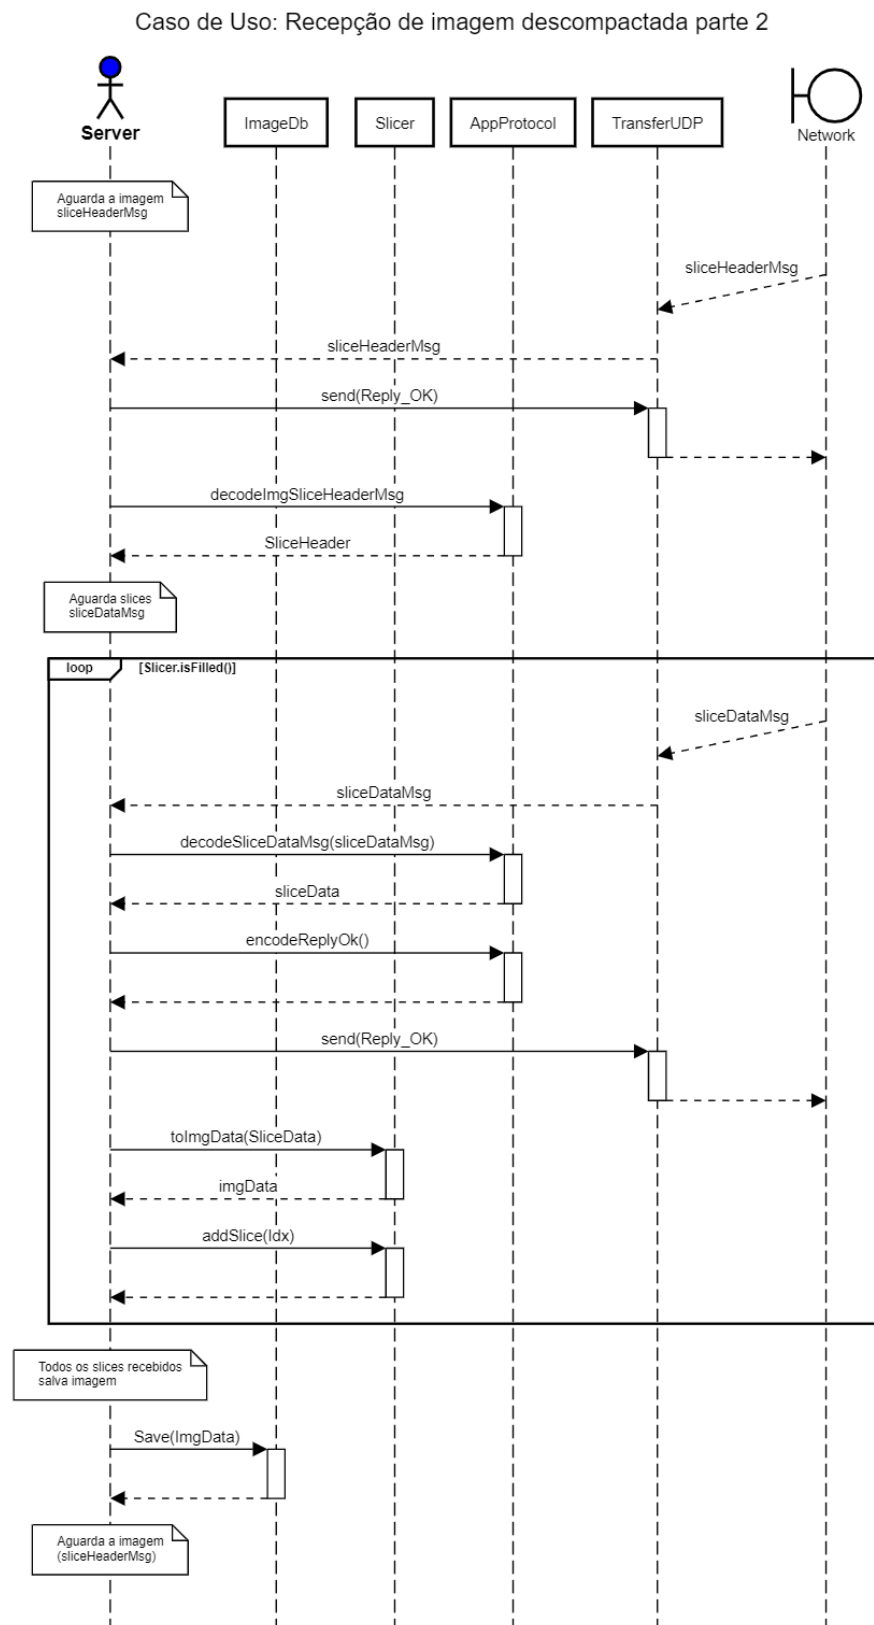 Caso de Uso: Recepção de imagem descompactada parte 2
Server
ImageDb
Slicer
AppProtocol
TransferUDP
Network
Aguarda a imagem
sliceHeaderMsg
sliceHeaderMsg
sliceHeaderMsg
send(Reply_OK)
decodeImgSliceHeaderMsg
SliceHeader
Aguarda slices
sliceDataMsg
loop
[Slicer.isFilled()]
sliceDataMsg
sliceDataMsg
decodeSliceDataMsg(sliceDataMsg)
sliceData
encodeReplyOk()
send(Reply_OK)
toImgData(SliceData)
imgData
addSlice(Idx)
Todos os slices recebidos
salva imagem
Save(ImgData)
Aguarda a imagem
(sliceHeaderMsg)